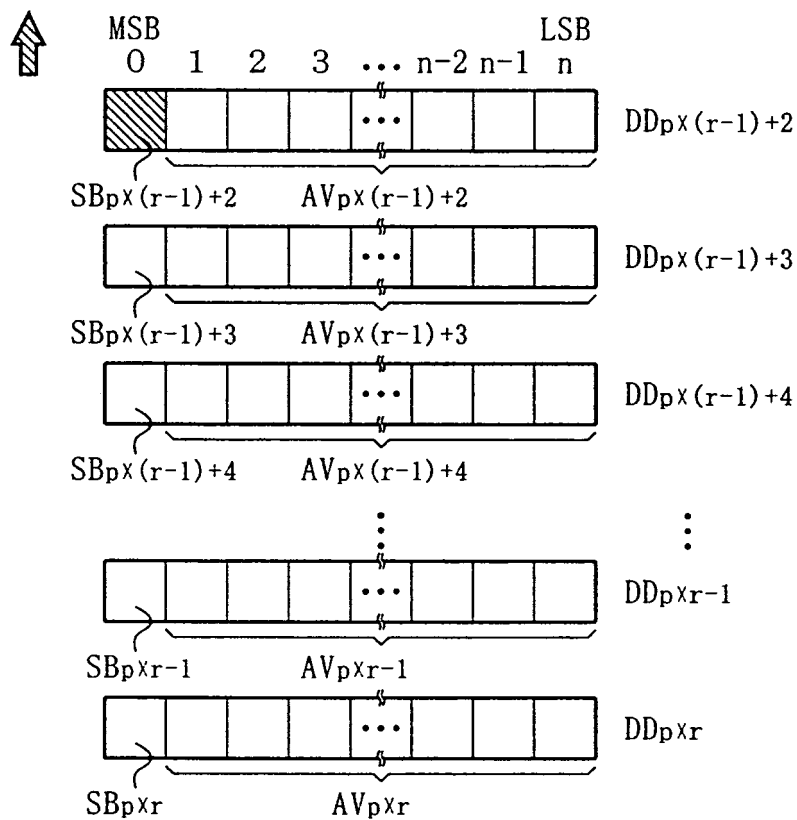 MSB LSB
0 1 2 3 ... n-2 n-1 n
... DDp×(r-1)+2
SBp×(r-1)+2 AVp×(r-1)+2
... DDp×(r-1)+3
SBp×(r-1)+3 AVp×(r-1)+3
... DDp×(r-1)+4
SBp×(r-1)+4 AVp×(r-1)+4
... DDp×r-1
SBp×r-1 AVp×r-1
... DDp×r
SBp×r AVp×r